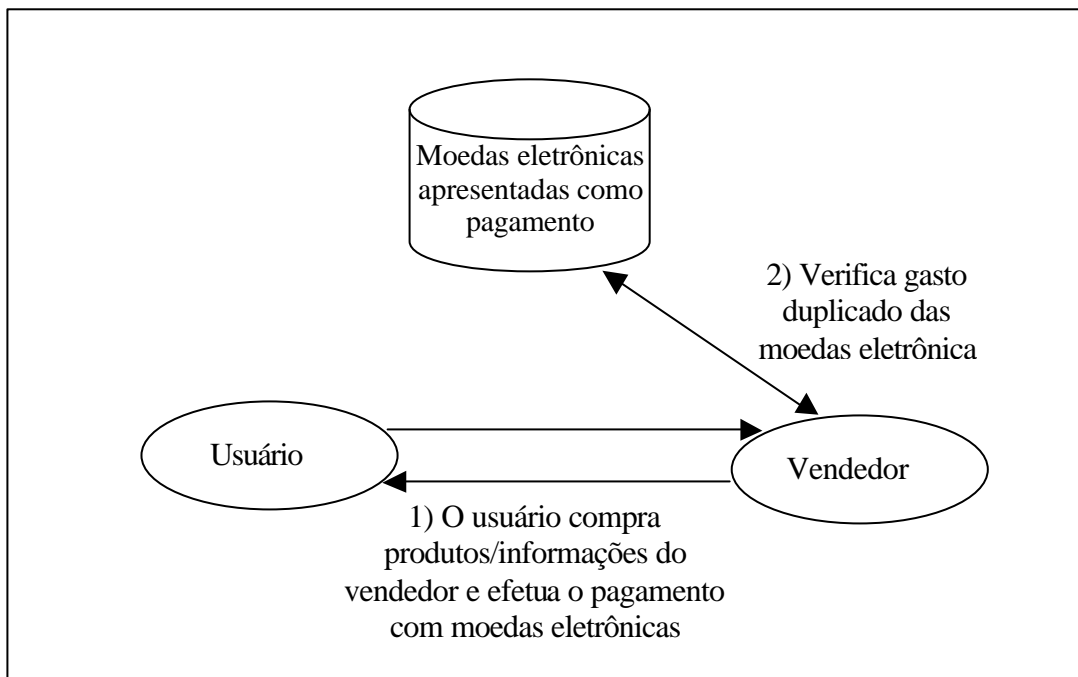 Moedas eletrônicas
apresentadas como
pagamento
2) Verifica gasto
duplicado das
moedas eletrônica
Usuário
Vendedor
1) O usuário compra
produtos/informações do
vendedor e efetua o pagamento
com moedas eletrônicas